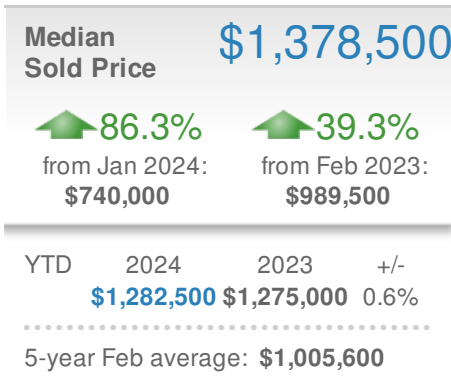 Median $1,378,500
Sold Price
86.3% 39.3%
from Jan 2024: from Feb 2023:
$740,000 $989,500
YTD 2024 2023 +/-
$1,282,500 $1,275,000 0.6%
5-year Feb average: $1,005,600